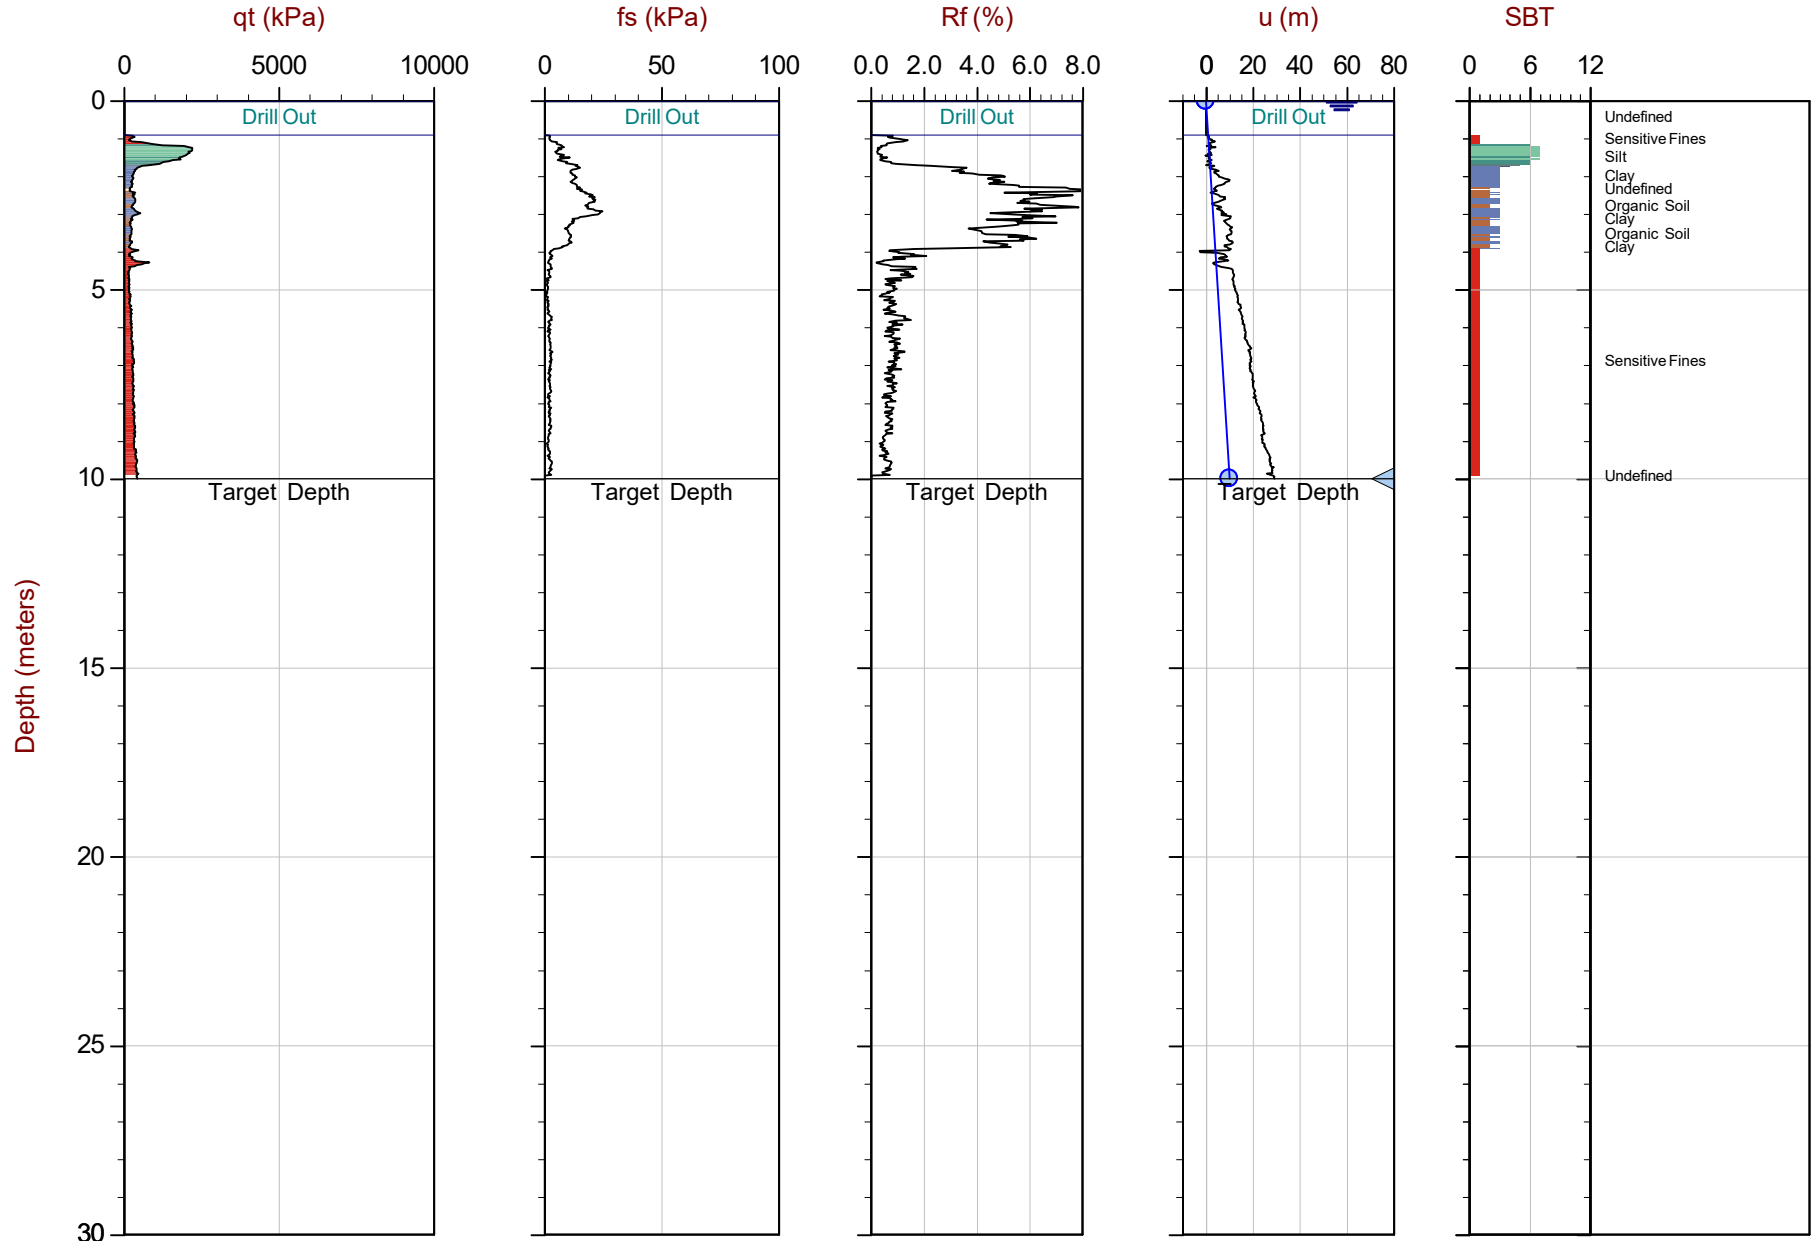 qt (kPa) fs (kPa) Rf (%) u (m) SBT
0 5000 10000 0 50 100 0.0 2.0 4.0 6.0 8.0 0 20 40 60 80 0 6 12
0
Drill Out Drill Out Drill Out Drill Out Undefined
Sensitive Fines
Silt
Clay
Undefined
Organic Soil
Clay
Organic Soil
Clay
5
Sensitive Fines
10 Undefined
Target Depth Target Depth Target Depth Target Depth
Depth (meters)
15
20
25
30